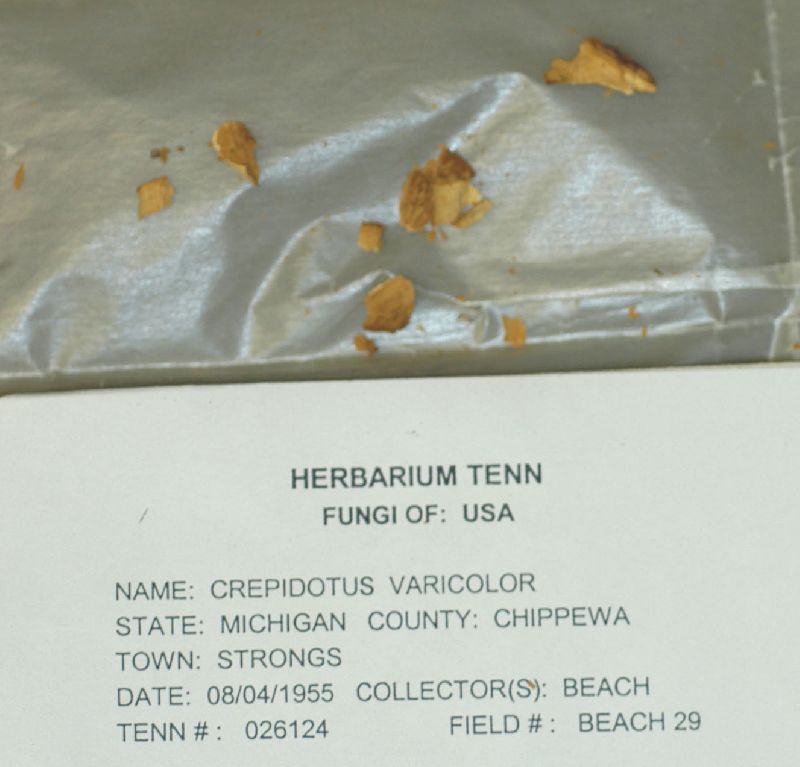 HERBARIUM TENN
FUNGI OF: USA
NAME: CREPIDOTUS VARICOLOR
STATE: MICHIGAN COUNTY: CHIPPEWA
TOWN: STRONGS
DATE: 08/04/1955 COLLECTOR(S): BEACH
TENN # : 026124 FIELD # : BEACH 29